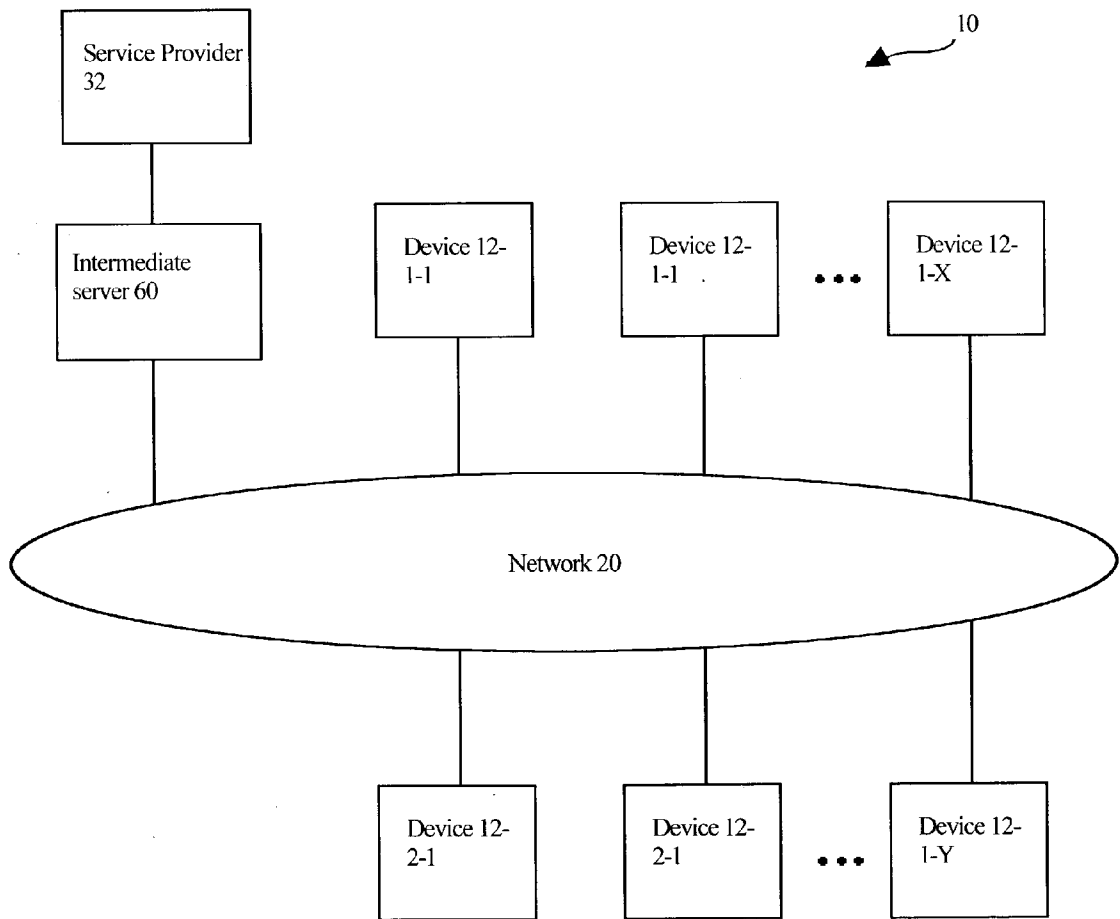 10
Service Provider
32
Intermediate
server 60
Device 12-
1-1
Device 12-
1-1
Device 12-
1-X
Network 20
Device 12-
2-1
Device 12-
2-1
Device 12-
1-Y